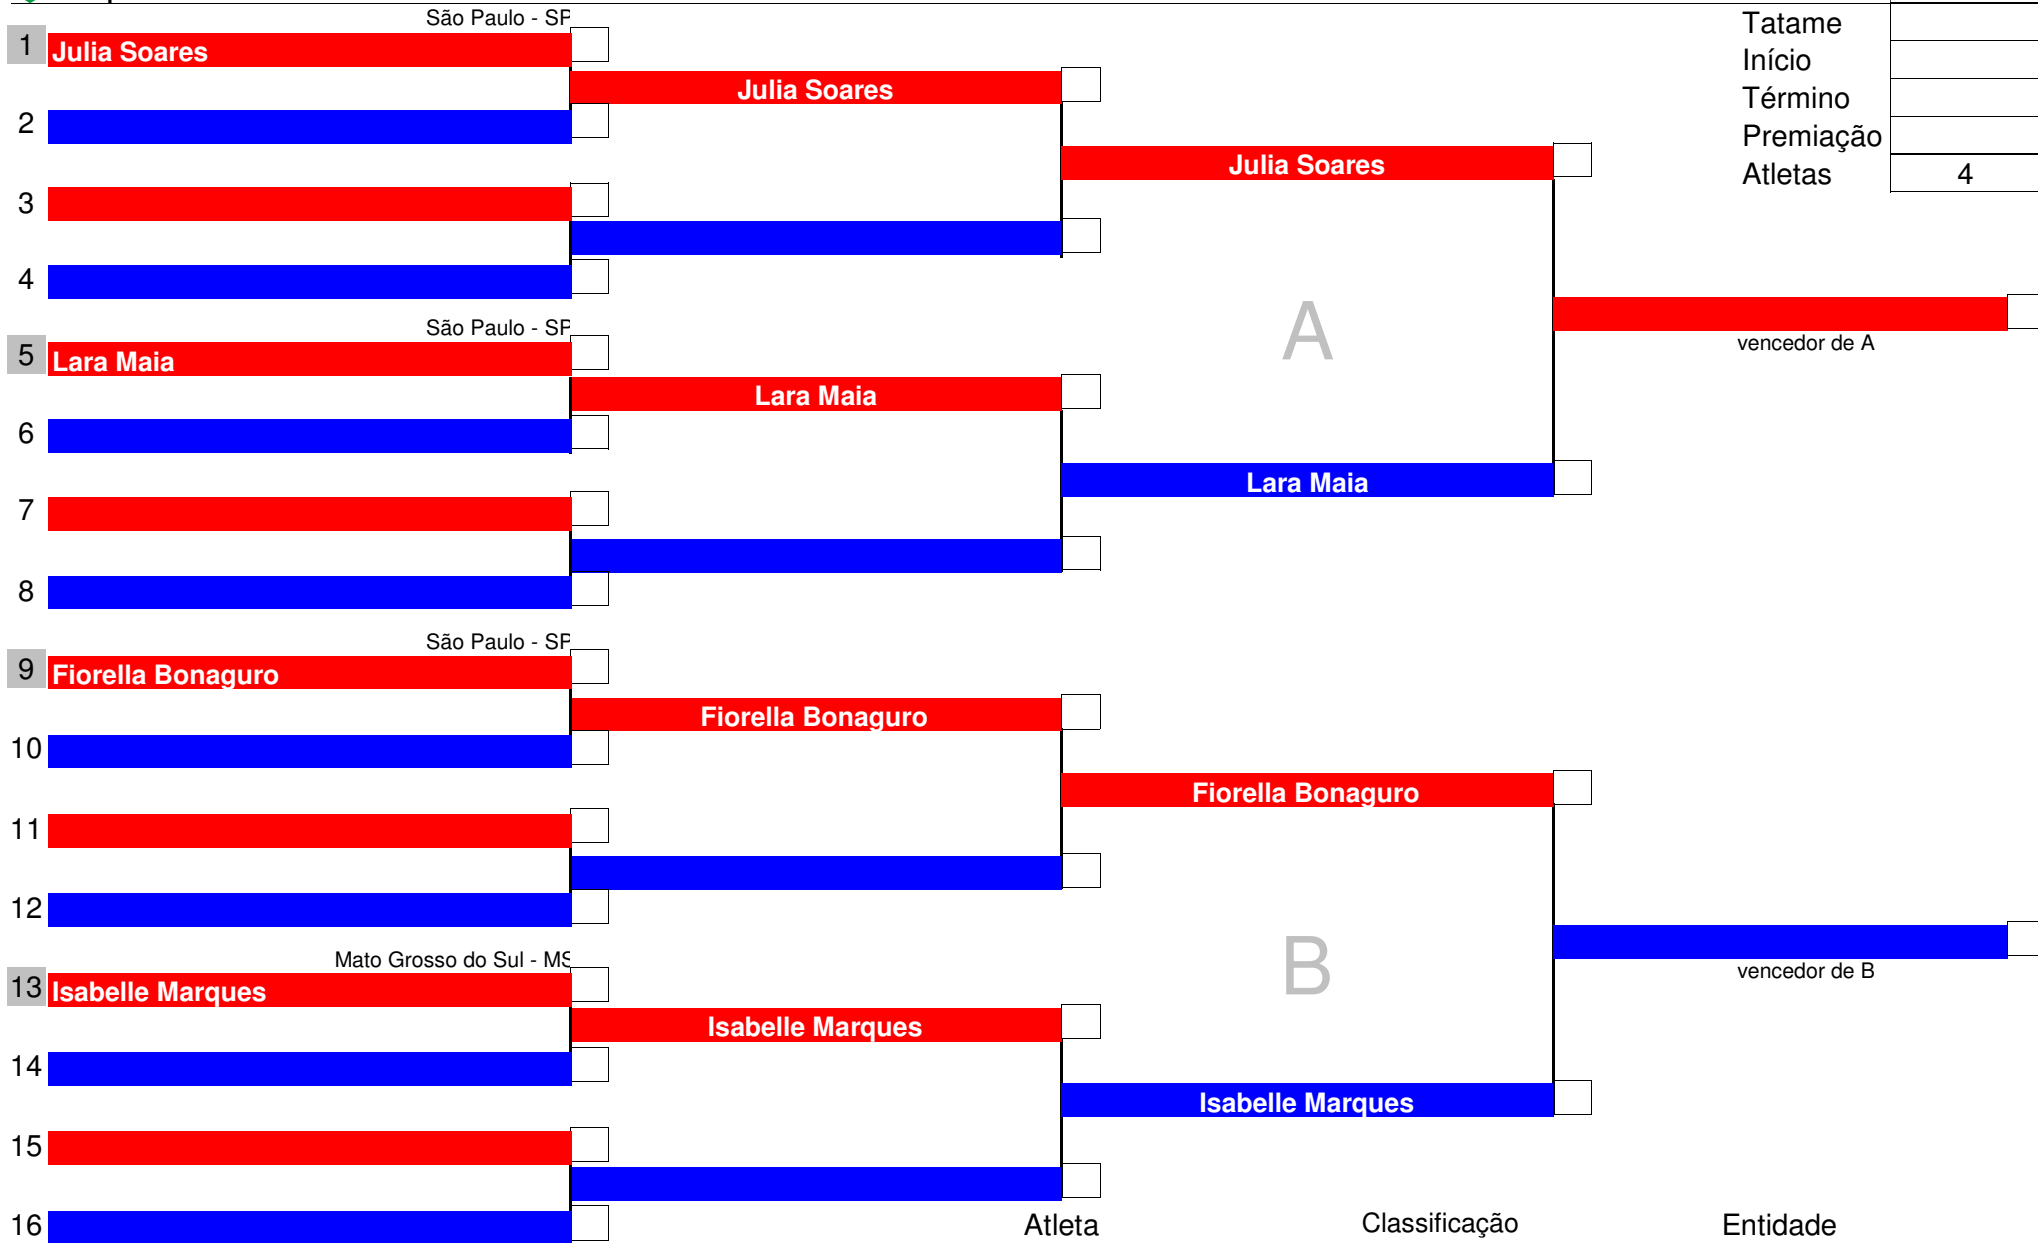 São Paulo - SP
Tatame
1 Julia Soares
Início
Julia Soares
Término
2
Premiação
Julia Soares
Atletas 4
3
4
A
São Paulo - SP
vencedor de A
5 Lara Maia
Lara Maia
6
Lara Maia
7
8
São Paulo - SP
9 Fiorella Bonaguro
Fiorella Bonaguro
10
Fiorella Bonaguro
11
12
B
Mato Grosso do Sul - MS
vencedor de B
13 Isabelle Marques
Isabelle Marques
14
Isabelle Marques
15
16
Atleta Classificação Entidade